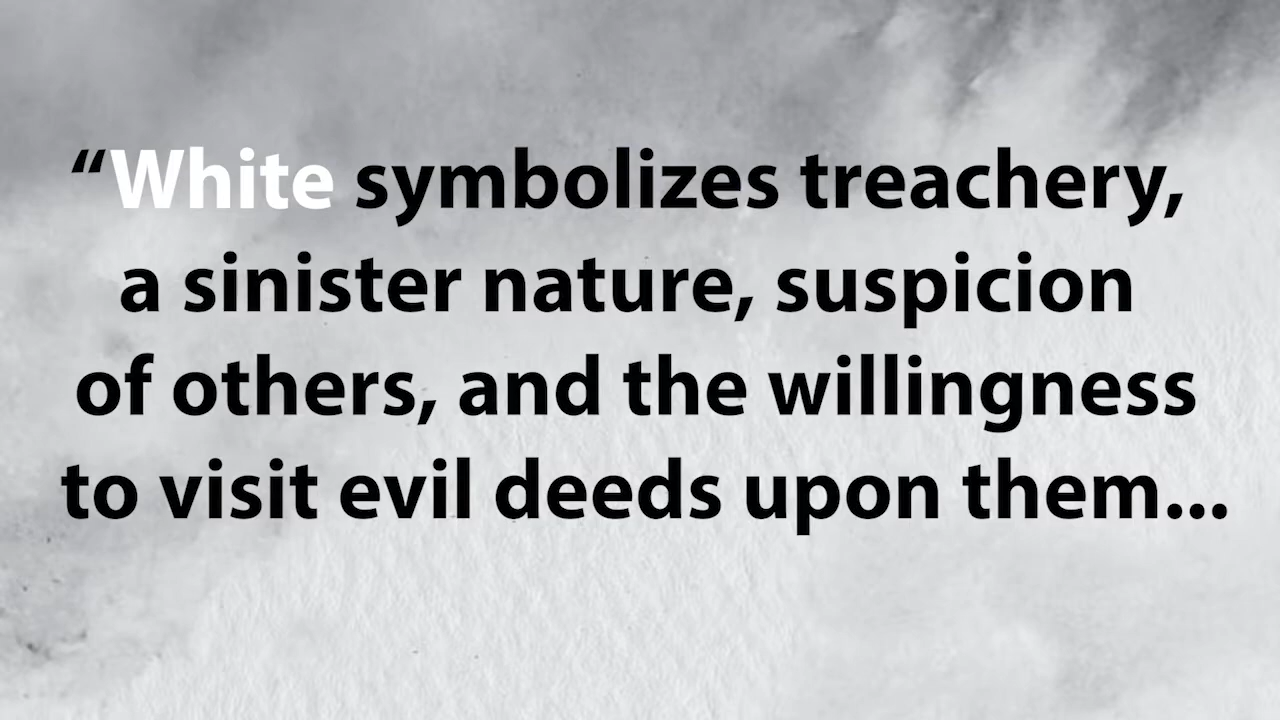 “White symbolizes treachery,
a sinister nature, suspicion
of others, and the willingness
to visit evil deeds upon them...